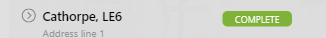 Cathorpe, LE6
COMPLETE
Address line 1